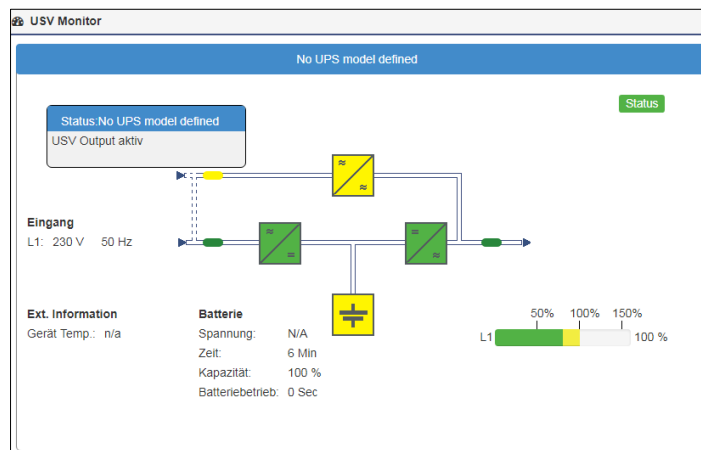 USV Monitor
No UPS model defined
Status
Status:No UPS model defined
USV Output aktiv
Eingang
L1: 230 V 50 Hz
Ext. Information
Gerät Temp.: n/a
Batterie
Spannung: N/A
Zeit: 6 Min
Kapazität: 100 %
Batteriebetrieb: 0 Sec
50% 100% 150%
L1 100 %